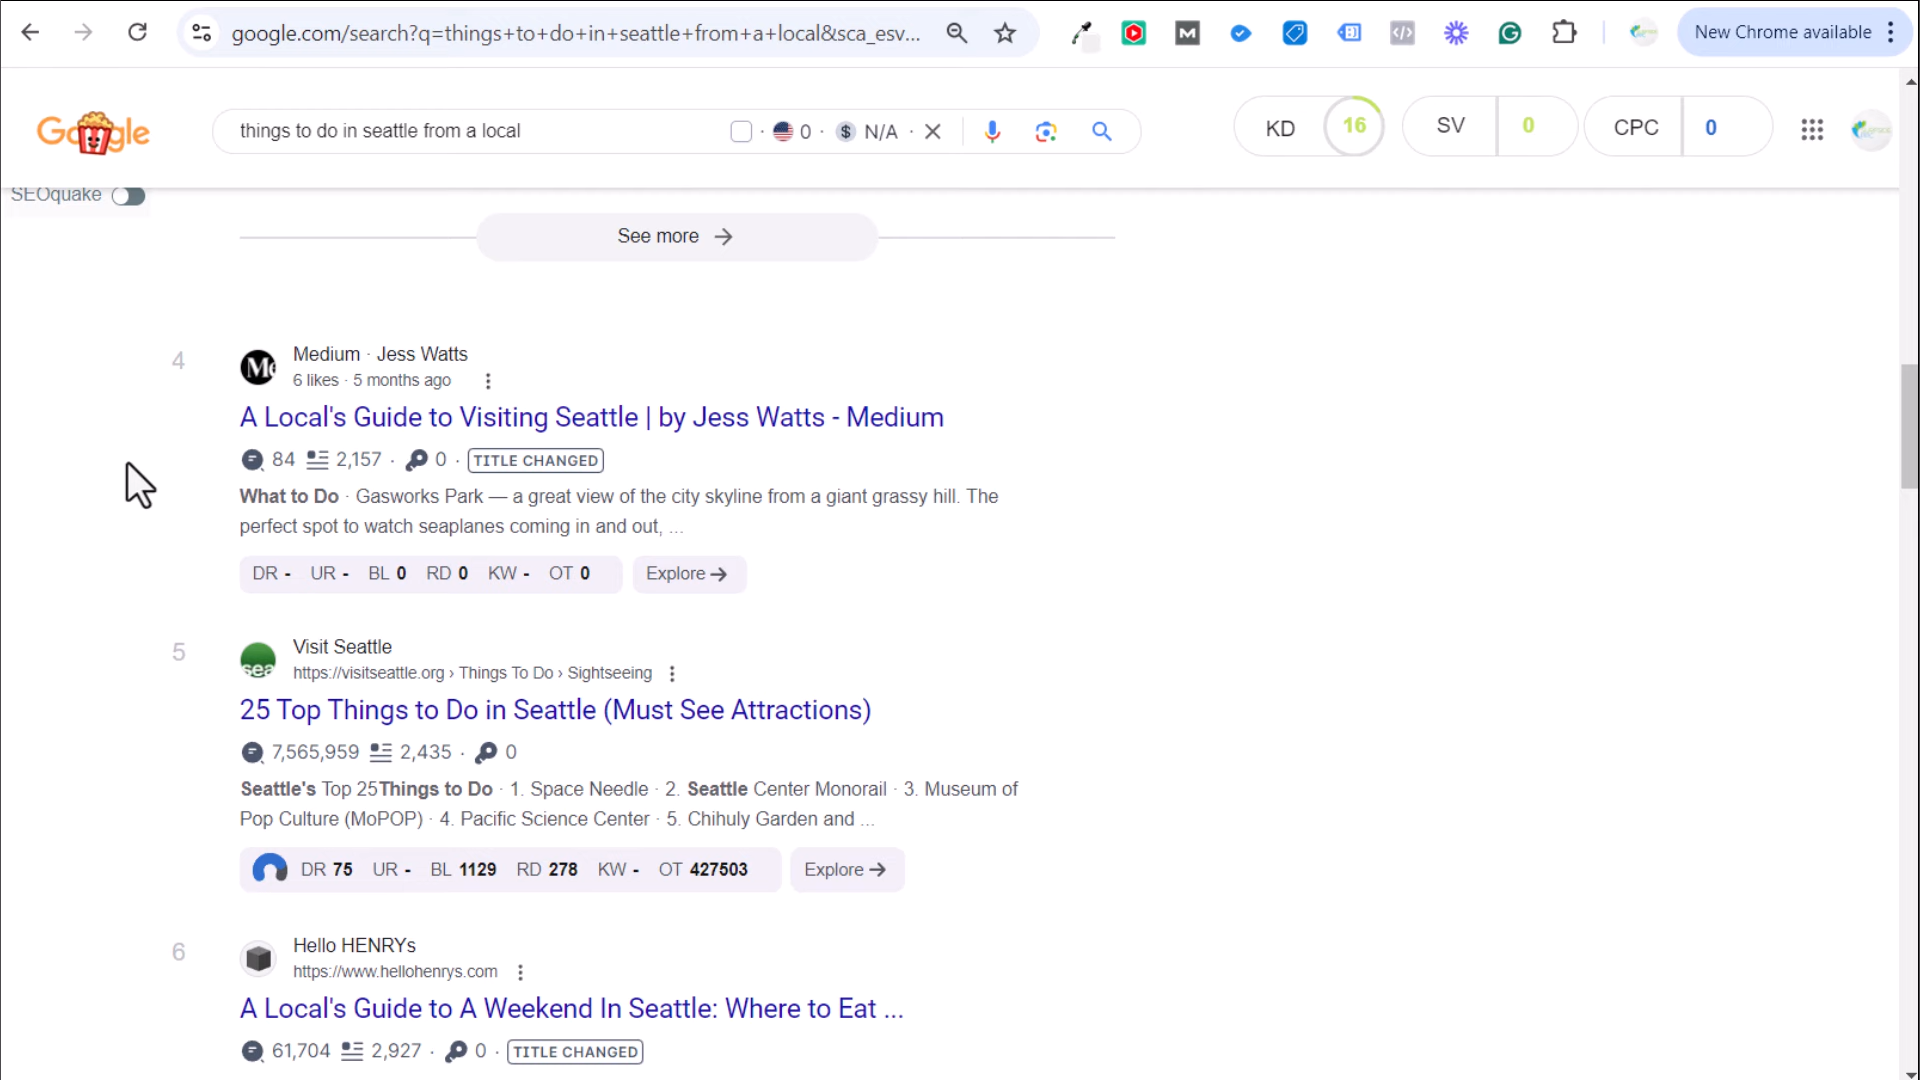 google.com/search?q=things+to+do+in+seattle+from+a+local&sca_esv...
New Chrome available
Google
things to do in seattle from a local
0 · $ N/A ·
KD 16
SV 0
CPC 0
SEOquake
See more
4
Medium · Jess Watts
6 likes · 5 months ago
A Local's Guide to Visiting Seattle | by Jess Watts - Medium
84 2,157 · 0 · TITLE CHANGED
What to Do · Gasworks Park — a great view of the city skyline from a giant grassy hill. The
perfect spot to watch seaplanes coming in and out, ...
DR - UR - BL 0 RD 0 KW - OT 0 Explore
5
Visit Seattle
https://visitseattle.org › Things To Do › Sightseeing
25 Top Things to Do in Seattle (Must See Attractions)
7,565,959 2,435 · 0
Seattle's Top 25Things to Do · 1. Space Needle · 2. Seattle Center Monorail · 3. Museum of
Pop Culture (MoPOP) · 4. Pacific Science Center · 5. Chihuly Garden and ...
DR 75 UR - BL 1129 RD 278 KW - OT 427503 Explore
6
Hello HENRYs
https://www.hellohenrys.com
A Local's Guide to A Weekend In Seattle: Where to Eat ...
61,704 2,927 · 0 · TITLE CHANGED